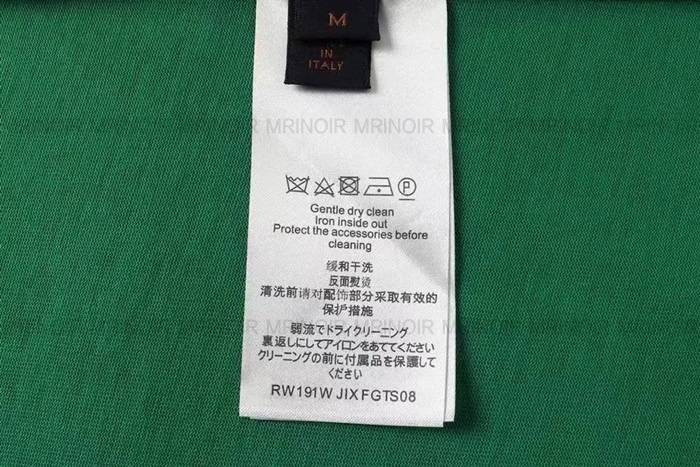 M
IN
ITALY
MRINOIR MRINOIR MRINOIR MRINOIR MRINOIR MRINOIR
P
Gentle dry clean
Iron inside out
Protect the accessories before
cleaning
缓和干洗
反面熨烫
清洗前请对配饰部分采取有效的
保护措施
弱流でドライクリーニング
裏返しにしてアイロンをあててください
クリーニングの前に付属品を保護して
ください
RW191W JIX FGTS08